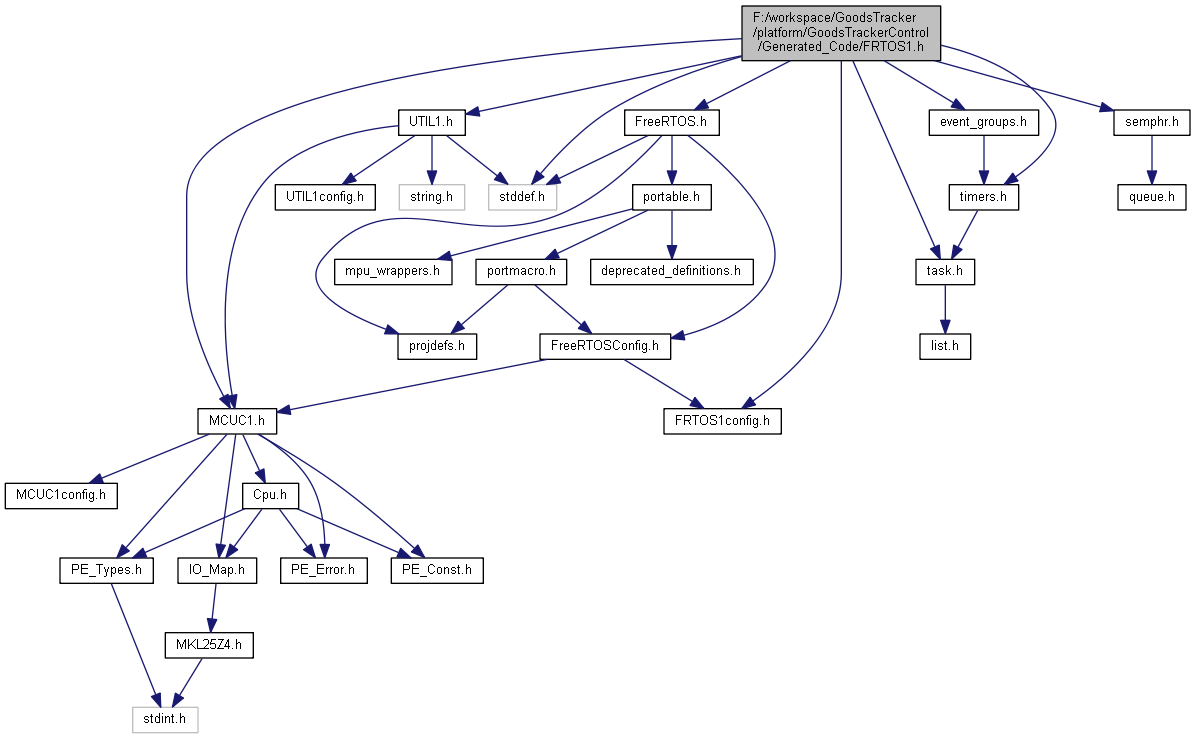 F:/workspace/GoodsTracker
/platform/GoodsTrackerControl
/Generated_Code/FRTOS1.h
UTIL1.h
FreeRTOS.h
event_groups.h
semphr.h
UTIL1config.h
string.h
stddef.h
portable.h
timers.h
queue.h
mpu_wrappers.h
portmacro.h
deprecated_definitions.h
task.h
projdefs.h
FreeRTOSConfig.h
list.h
MCUC1.h
FRTOS1config.h
MCUC1config.h
Cpu.h
PE_Types.h
IO_Map.h
PE_Error.h
PE_Const.h
MKL25Z4.h
stdint.h